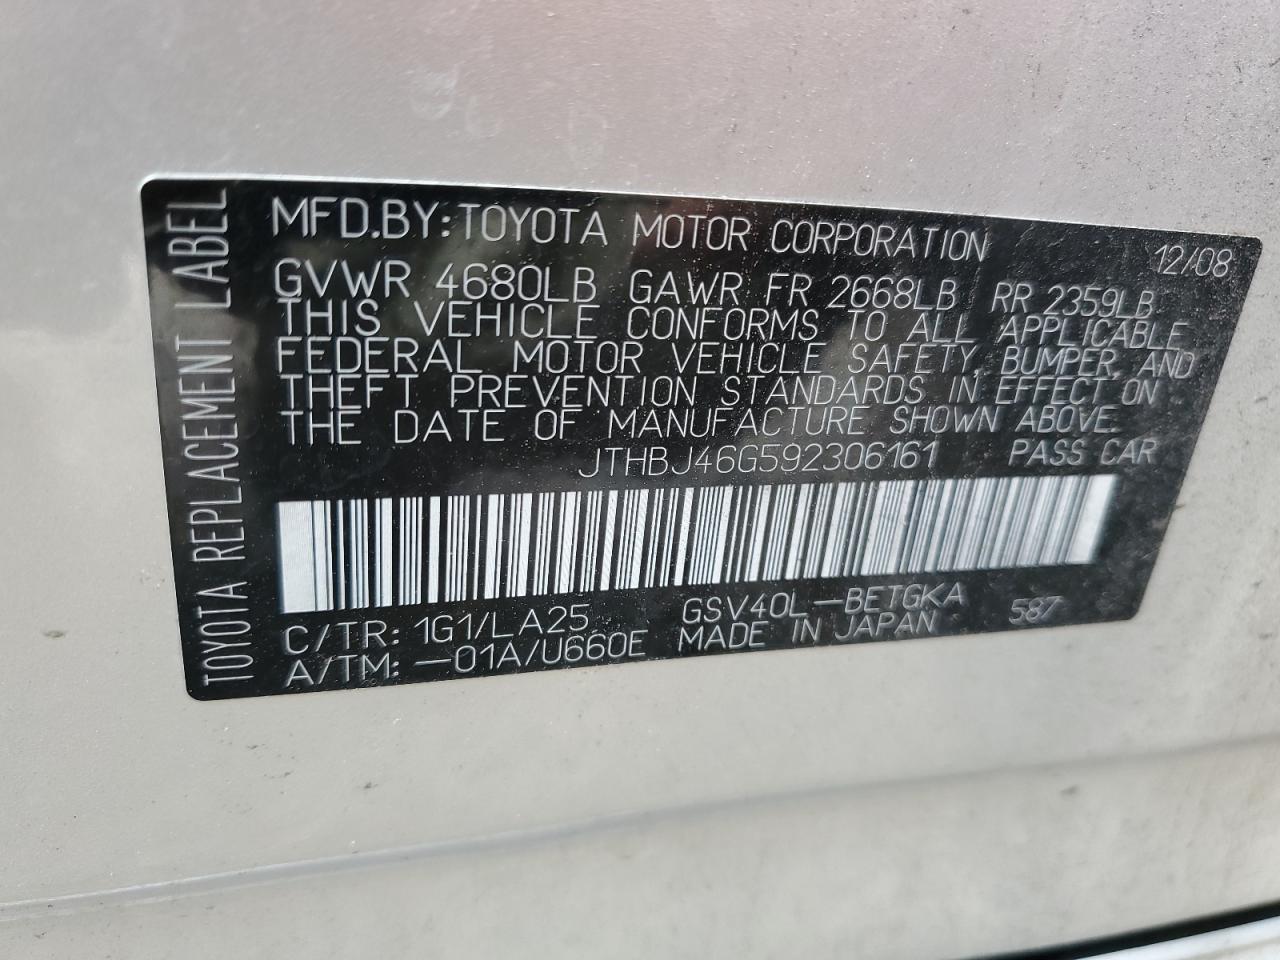 TOYOTA REPLACEMENT LABEL
MFD.BY:TOYOTA MOTOR CORPORATION 12/08
GVWR 4680LB GAWR FR 2668LB RR 2359LB
THIS VEHICLE CONFORMS TO ALL APPLICABLE
FEDERAL MOTOR VEHICLE SAFETY, BUMPER, AND
THEFT PREVENTION STANDARDS IN EFFECT ON
THE DATE OF MANUFACTURE SHOWN ABOVE.
JTHBJ46G592306161 PASS CAR
C/TR: 1G1/LA25 GSV40L-BETGKA 587
A/TM: -01A/U660E MADE IN JAPAN